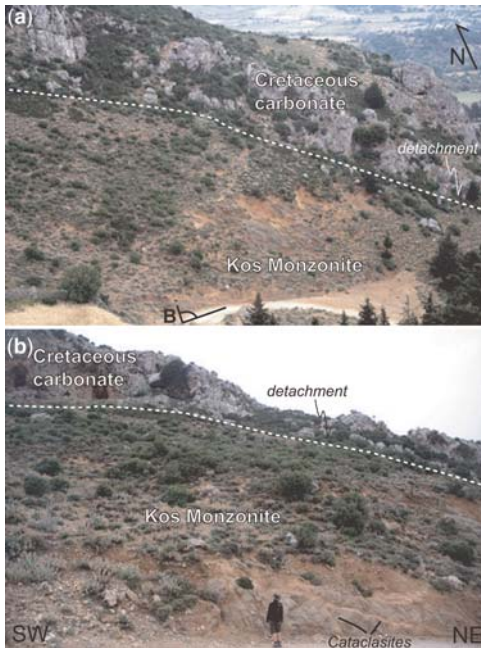 (a)
N
Cretaceous
carbonate
detachment
Kos Monzonite
B
(b)
Cretaceous
carbonate
detachment
Kos Monzonite
SW
NE
Cataclasites